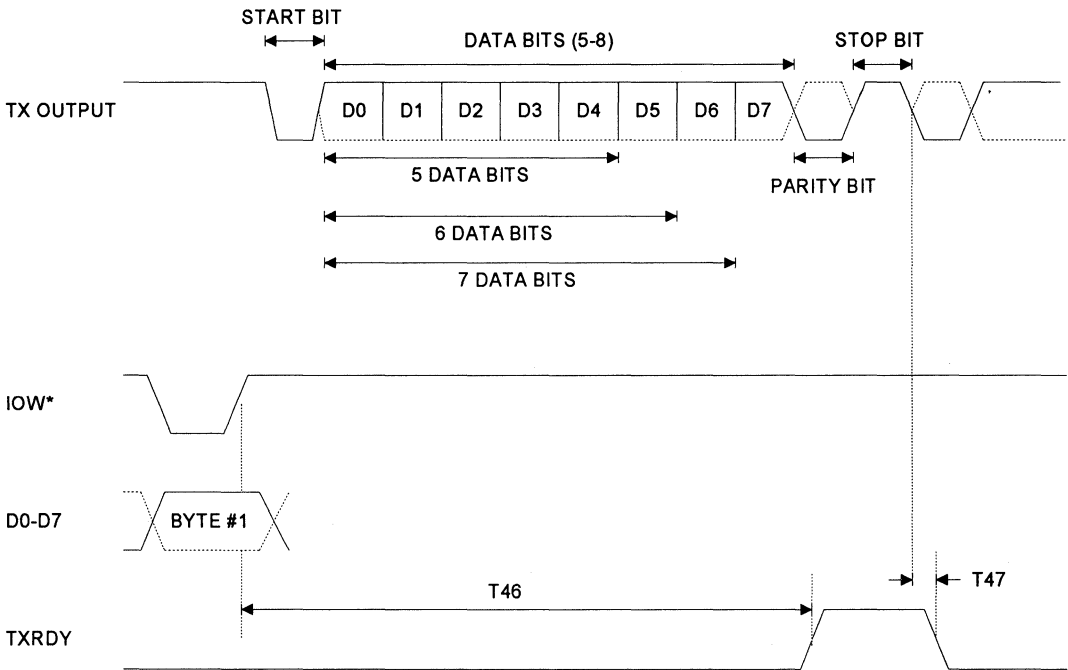 START BIT
DATA BITS (5-8)
STOP BIT
TX OUTPUT
D0 D1 D2 D3 D4 D5 D6 D7
5 DATA BITS
PARITY BIT
6 DATA BITS
7 DATA BITS
IOW*
D0-D7
BYTE #1
T46
T47
TXRDY